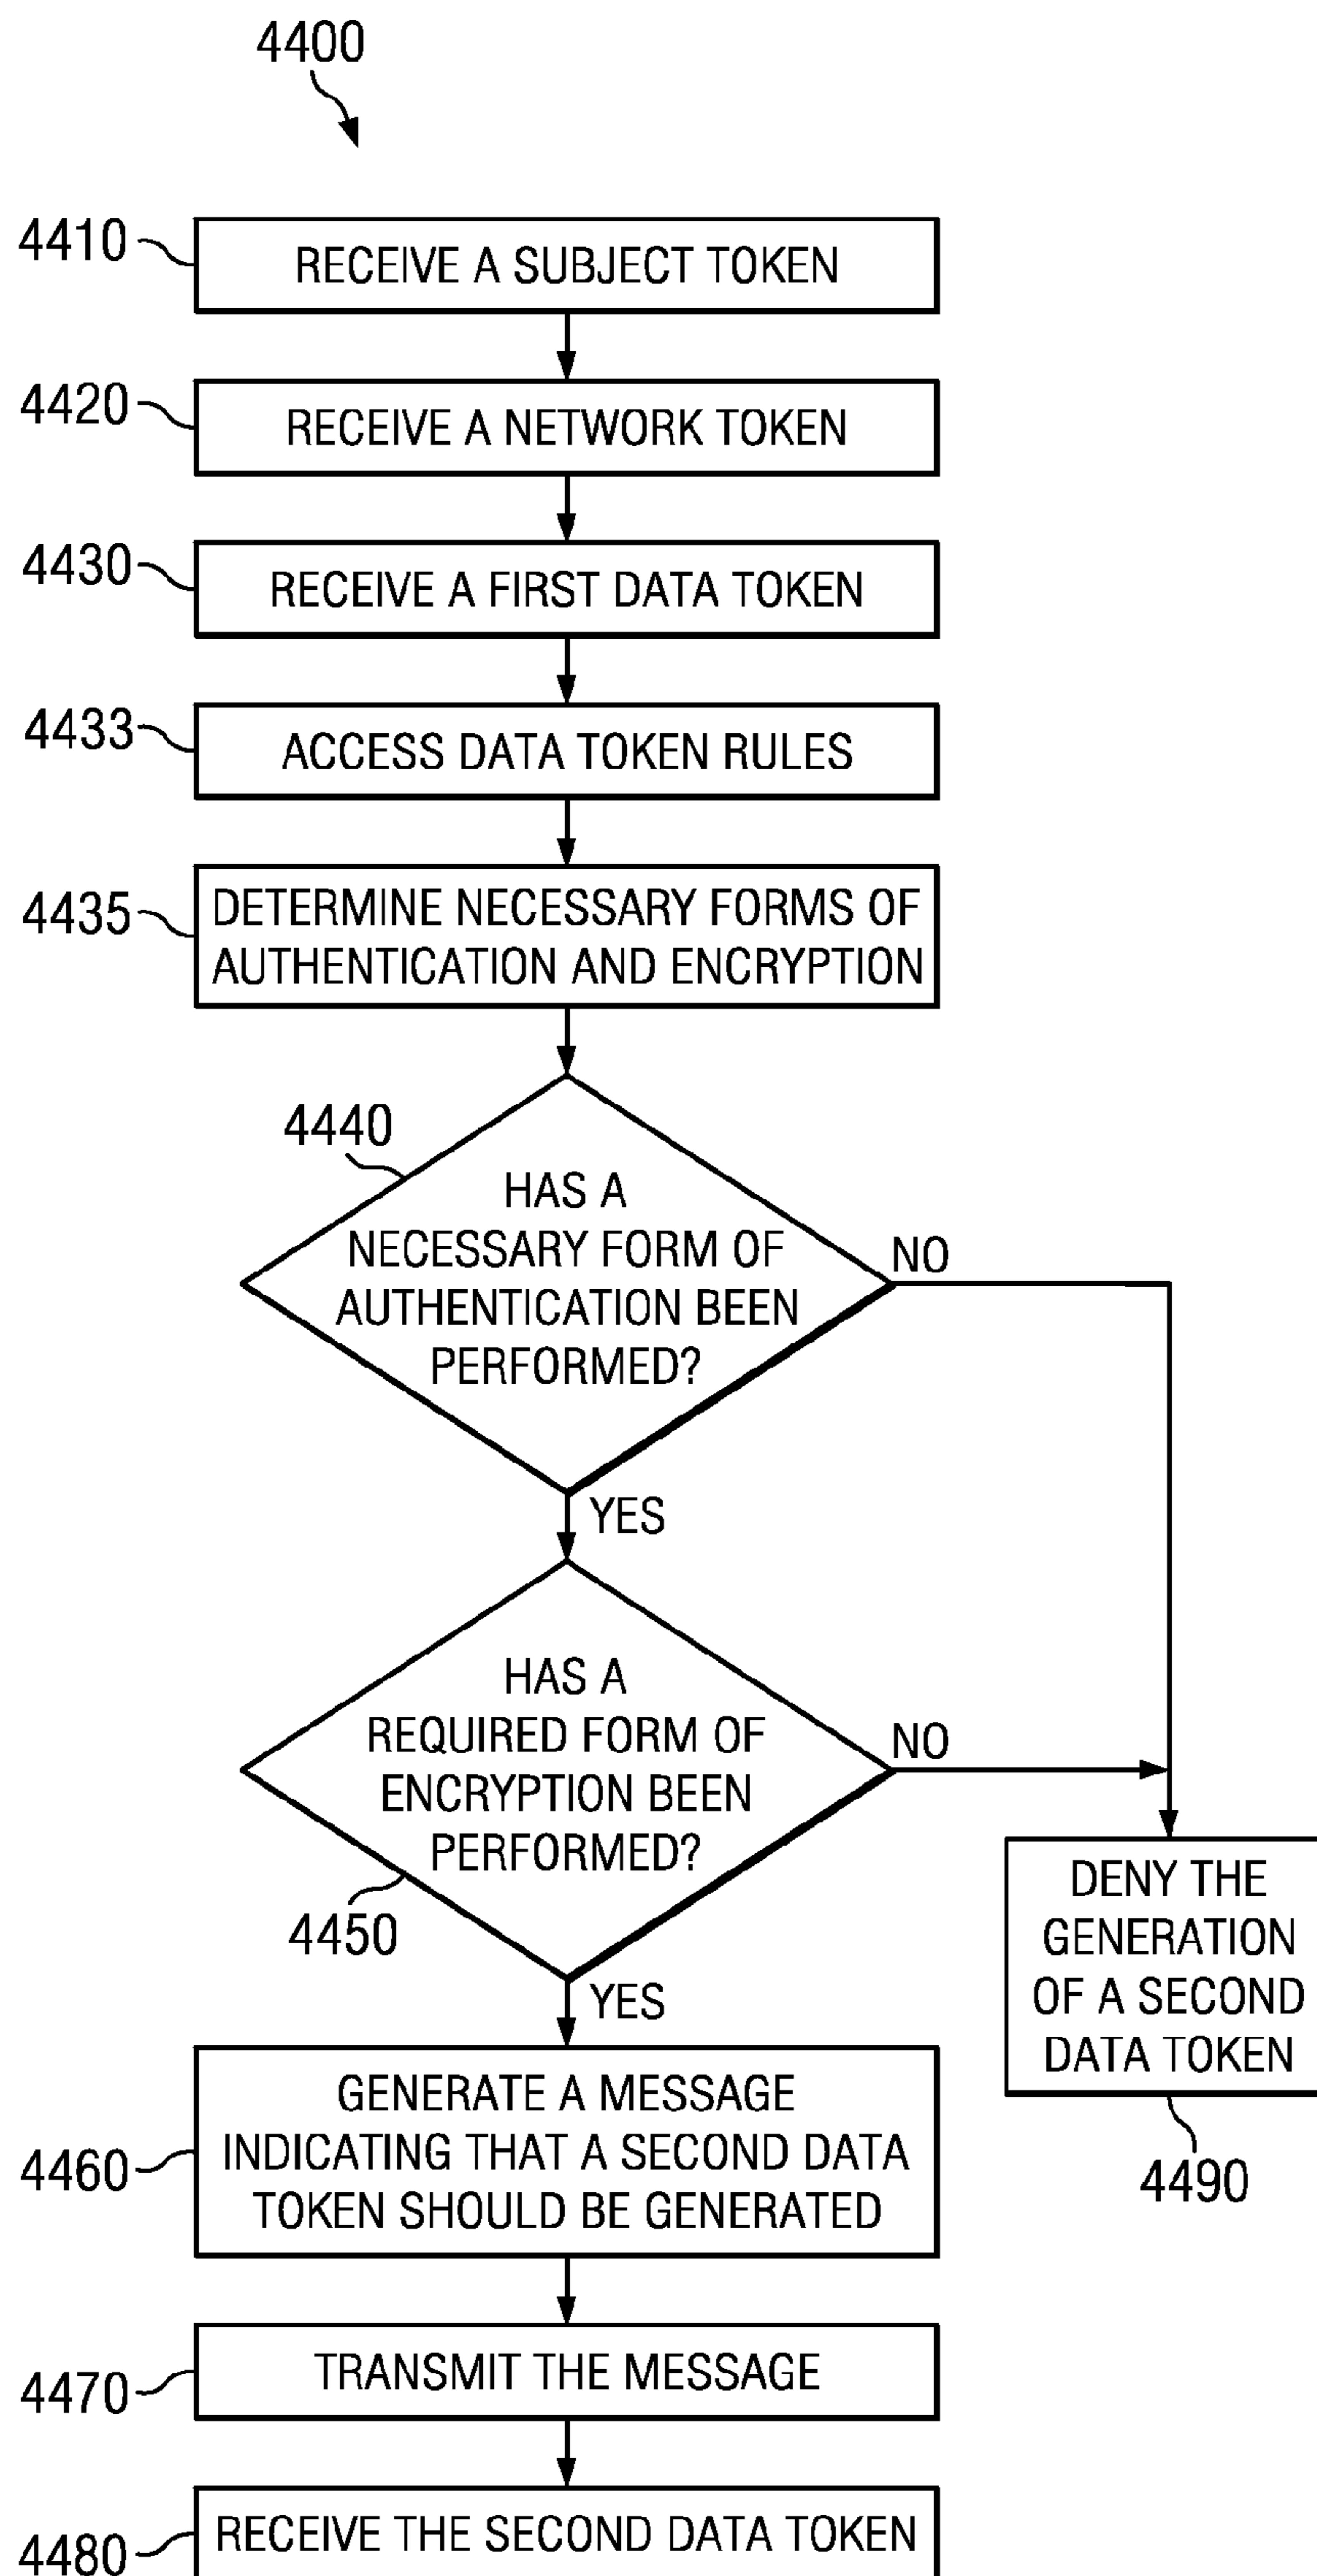 4400
4410
RECEIVE A SUBJECT TOKEN
4420
RECEIVE A NETWORK TOKEN
4430
RECEIVE A FIRST DATA TOKEN
4433
ACCESS DATA TOKEN RULES
4435
DETERMINE NECESSARY FORMS OF
AUTHENTICATION AND ENCRYPTION
4440
HAS A
NECESSARY FORM OF
AUTHENTICATION BEEN
PERFORMED?
NO
YES
HAS A
REQUIRED FORM OF
ENCRYPTION BEEN
PERFORMED?
NO
4450
YES
DENY THE
GENERATION
OF A SECOND
DATA TOKEN
4490
4460
GENERATE A MESSAGE
INDICATING THAT A SECOND DATA
TOKEN SHOULD BE GENERATED
4470
TRANSMIT THE MESSAGE
4480
RECEIVE THE SECOND DATA TOKEN